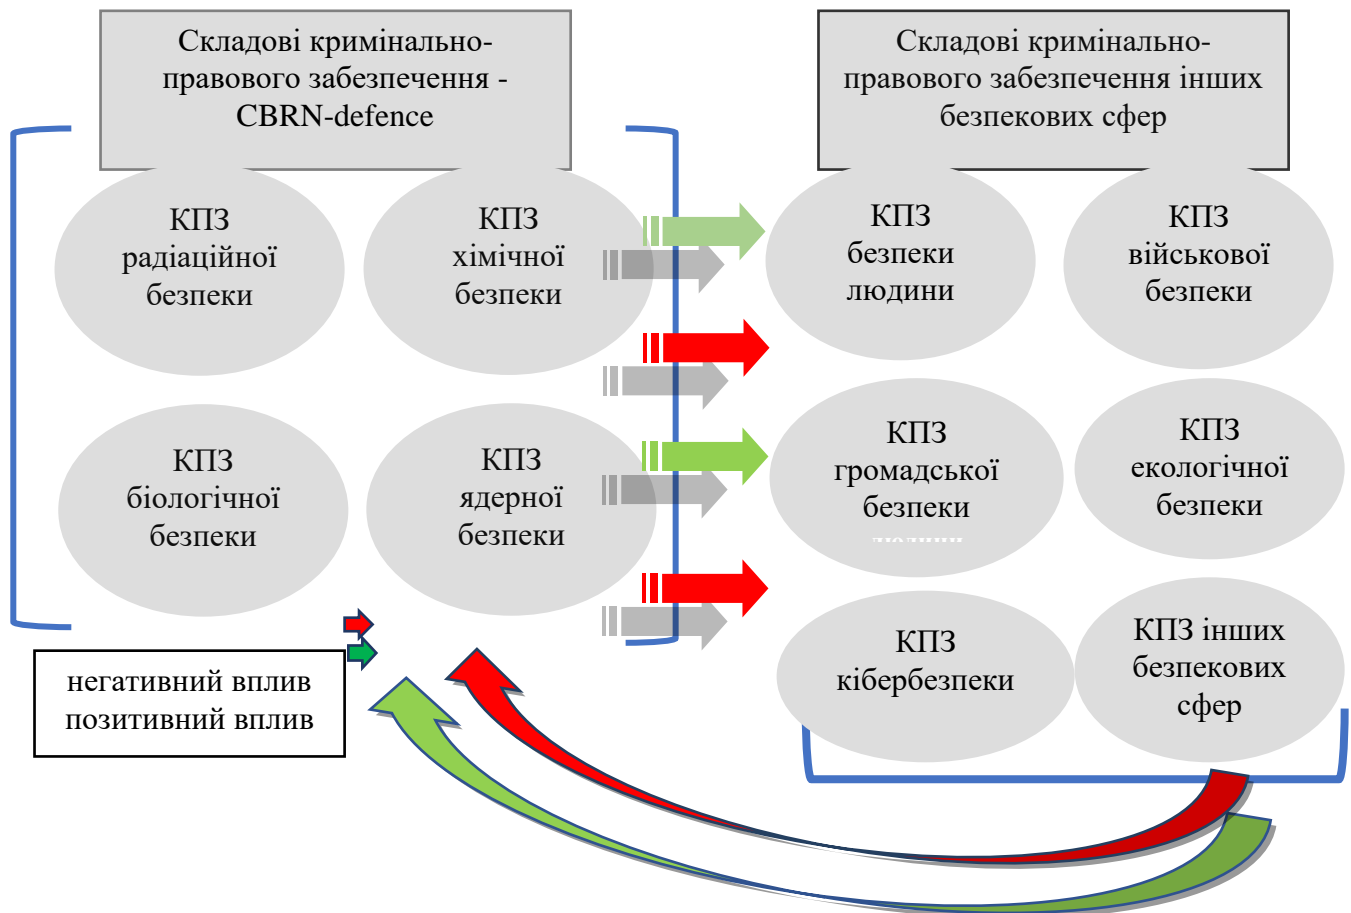 Складові кримінально-
правового забезпечення -
CBRN-defence
Складові кримінально-
правового забезпечення інших
безпекових сфер
КПЗ
радіаційної
безпеки
КПЗ
хімічної
безпеки
КПЗ
безпеки
людини
КПЗ
військової
безпеки
КПЗ
біологічної
безпеки
КПЗ
ядерної
безпеки
КПЗ
громадської
безпеки
КПЗ
екологічної
безпеки
КПЗ
кібербезпеки
КПЗ інших
безпекових
сфер
негативний вплив
позитивний вплив